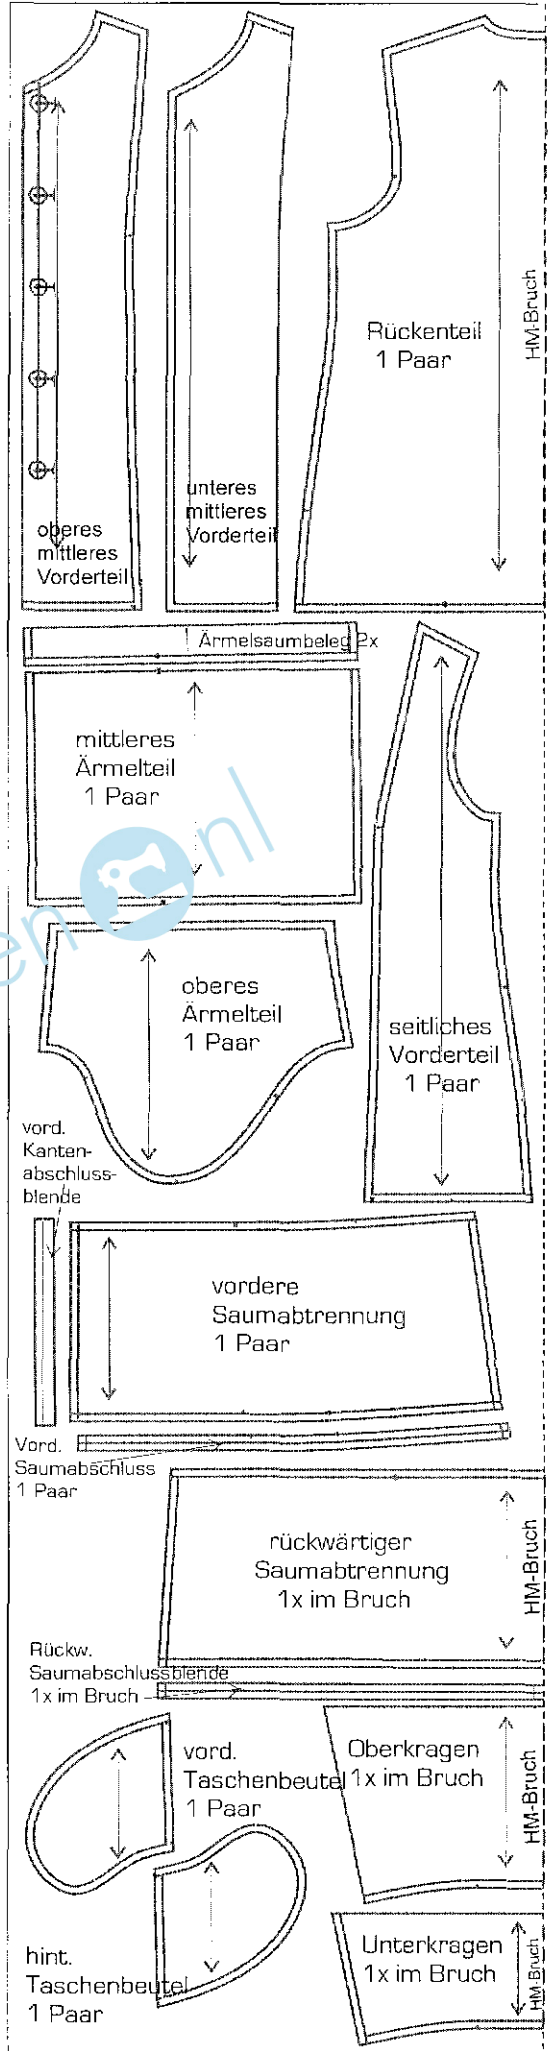 oberes
mittleres
Vorderteil
unteres
mittleres
Vorderteil
Rückenteil
1 Paar
HM-Bruch
Ärmelsaumbeleg 2x
mittleres
Ärmelteil
1 Paar
en nl
oberes
Ärmelteil
1 Paar
seitliches
Vorderteil
1 Paar
vord.
Kanten-
abschluss-
blende
vordere
Saumabtrennung
1 Paar
Vord.
Saumabschluss
1 Paar
rückwärtiger
Saumabtrennung
1x im Bruch
HM-Bruch
Rückw.
Saumabschlussblende
1x im Bruch
vord.
Taschenbeutel
1 Paar
Oberkragen
1x im Bruch
HM-Bruch
hint.
Taschenbeutel
1 Paar
Unterkragen
1x im Bruch
HM-Bruch